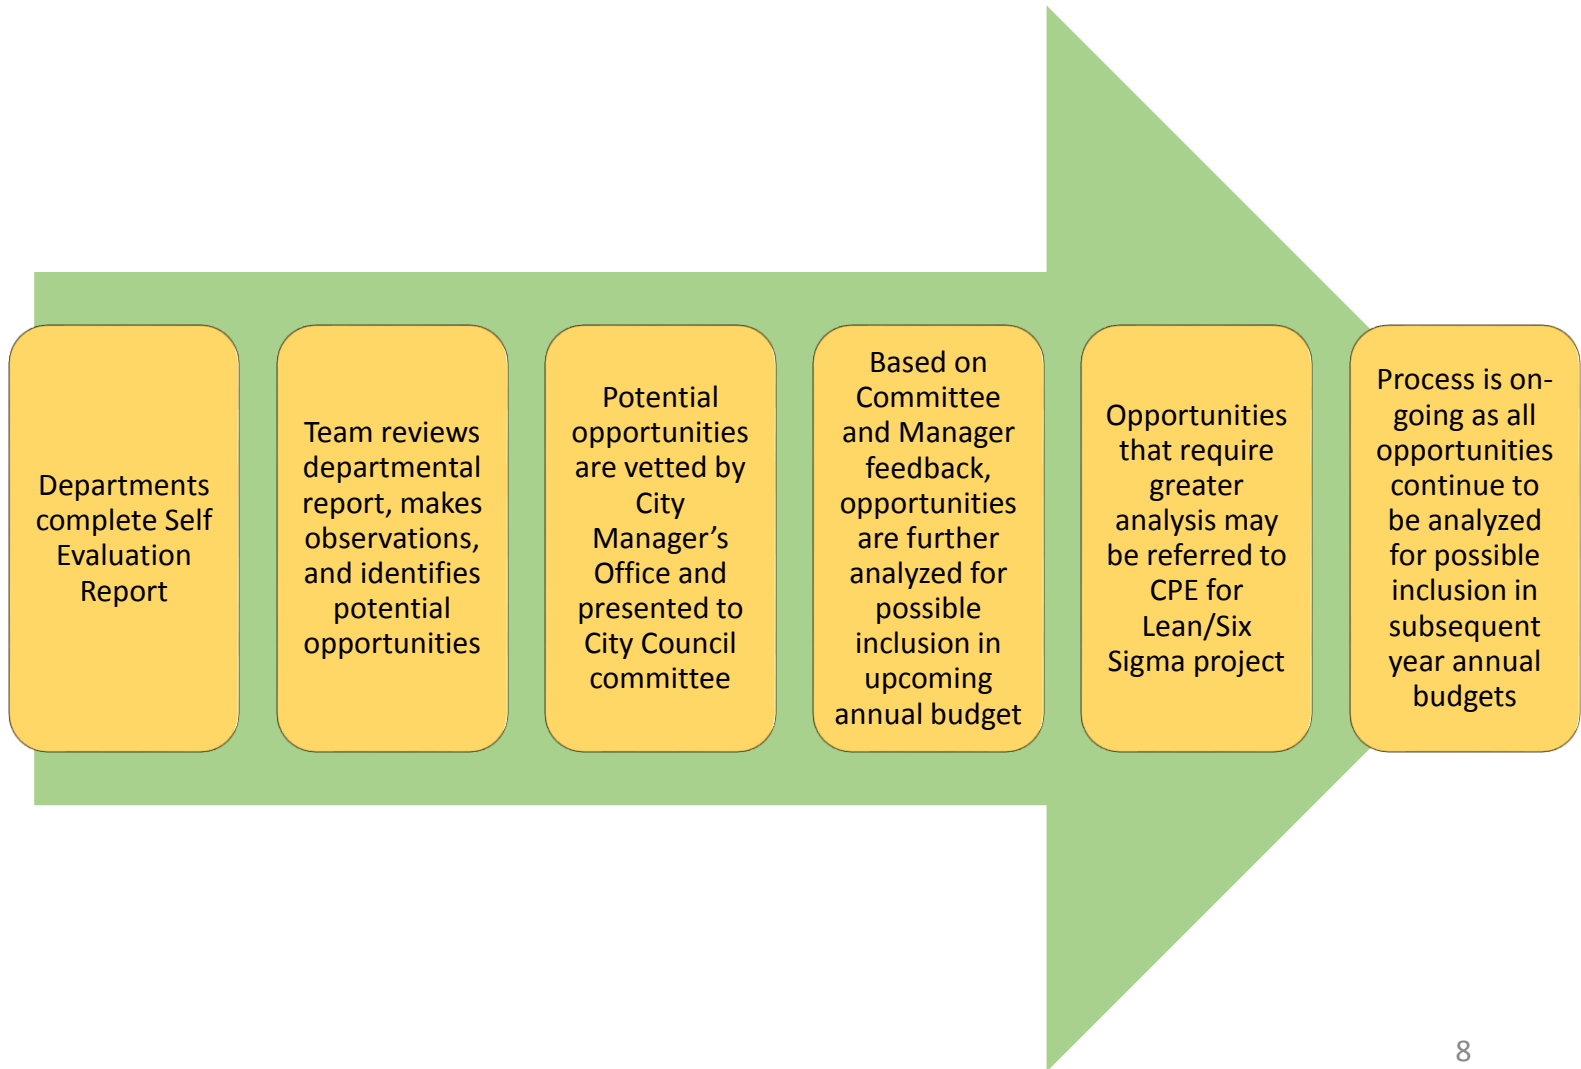 Departments
complete Self
Evaluation
Report
Team reviews
departmental
report, makes
observations,
and identifies
potential
opportunities
Potential
opportunities
are vetted by
City
Manager’s
Office and
presented to
City Council
committee
Based on
Committee
and Manager
feedback,
opportunities
are further
analyzed for
possible
inclusion in
upcoming
annual budget
Opportunities
that require
greater
analysis may
be referred to
CPE for
Lean/Six
Sigma project
Process is on-
going as all
opportunities
continue to
be analyzed
for possible
inclusion in
subsequent
year annual
budgets
8